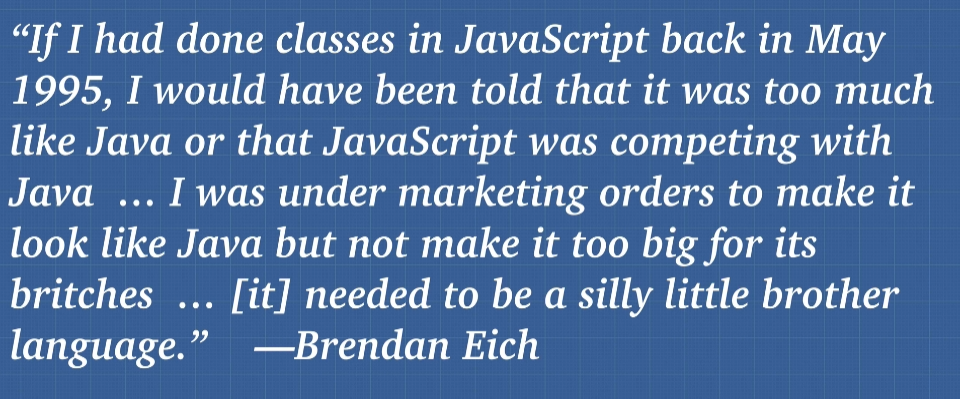 “If I had done classes in JavaScript back in May
1995, I would have been told that it was too much
like Java or that JavaScript was competing with
Java … I was under marketing orders to make it
look like Java but not make it too big for its
britches … [it] needed to be a silly little brother
language.” —Brendan Eich